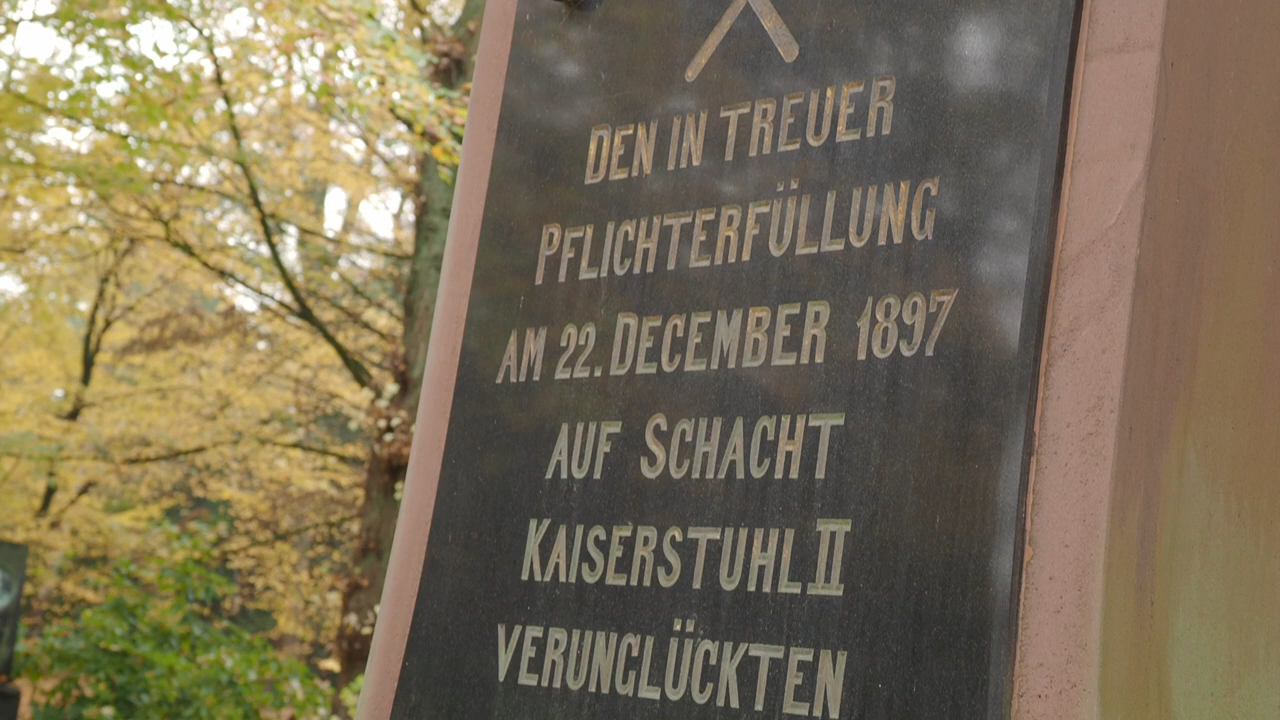 DEN IN TREUER
PFLICHTERFÜLLUNG
AM 22. DECEMBER 1897
AUF SCHACHT
KAISERSTUHL II
VERUNGLÜCKTEN